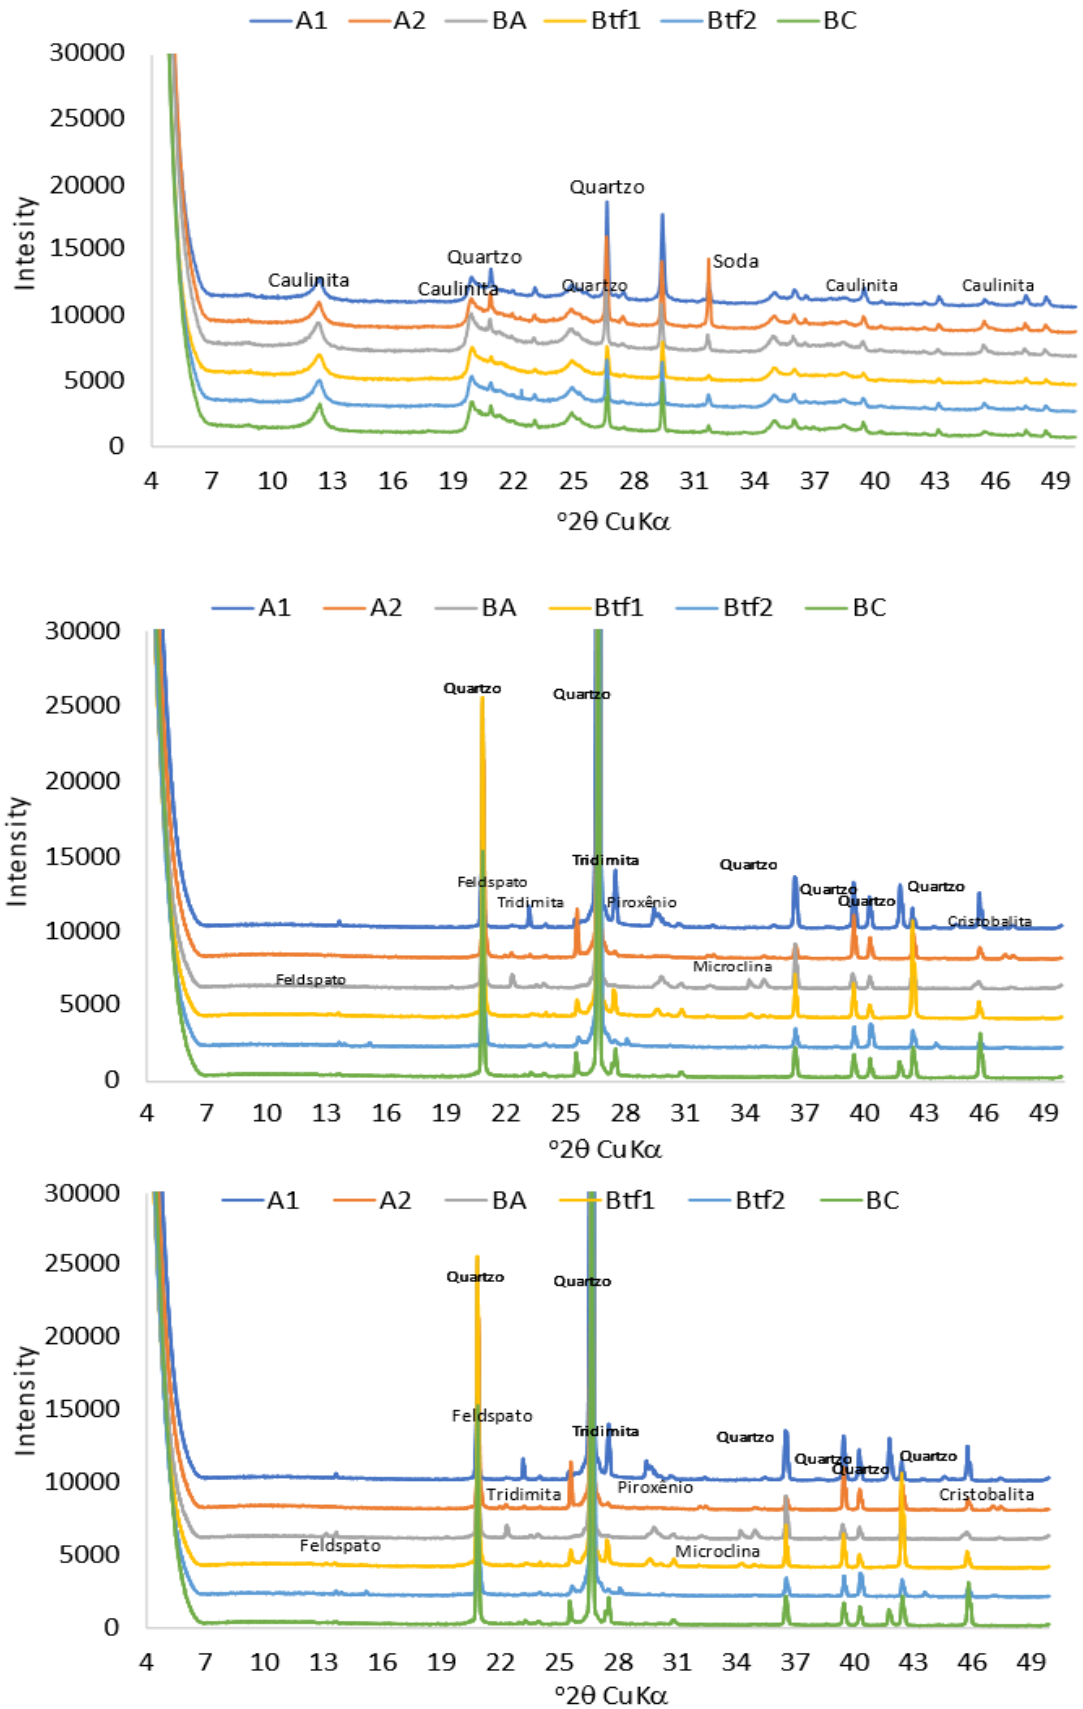 A1 A2 BA Btf1 Btf2 BC
30000
25000
20000
15000
10000
5000
0
Intesity
Quartzo
Quartzo
Soda
Caulinita
Caulinita
Quartzo
Caulinita
Caulinita
4 7 10 13 16 19 22 25 28 31 34 37 40 43 46 49
°2θ CuKα
A1 A2 BA Btf1 Btf2 BC
30000
25000
20000
15000
10000
5000
0
Intensity
Quartzo
Quartzo
Tridimita
Quartzo
Feldspato
Quartzo
Quartzo
Tridimita
Piroxênio
Quartzo
Cristobalita
Microclina
Feldspato
4 7 10 13 16 19 22 25 28 31 34 37 40 43 46 49
°2θ CuKα
30000
A1 A2 BA Btf1 Btf2 BC
25000
20000
15000
10000
5000
0
Intensity
Quartzo
Quartzo
Feldspato
Tridimita
Quartzo
Quartzo
Quartzo
Quartzo
Tridimita
Piroxênio
Cristobalita
Feldspato
Microclina
4 7 10 13 16 19 22 25 28 31 34 37 40 43 46 49
°2θ CuKα